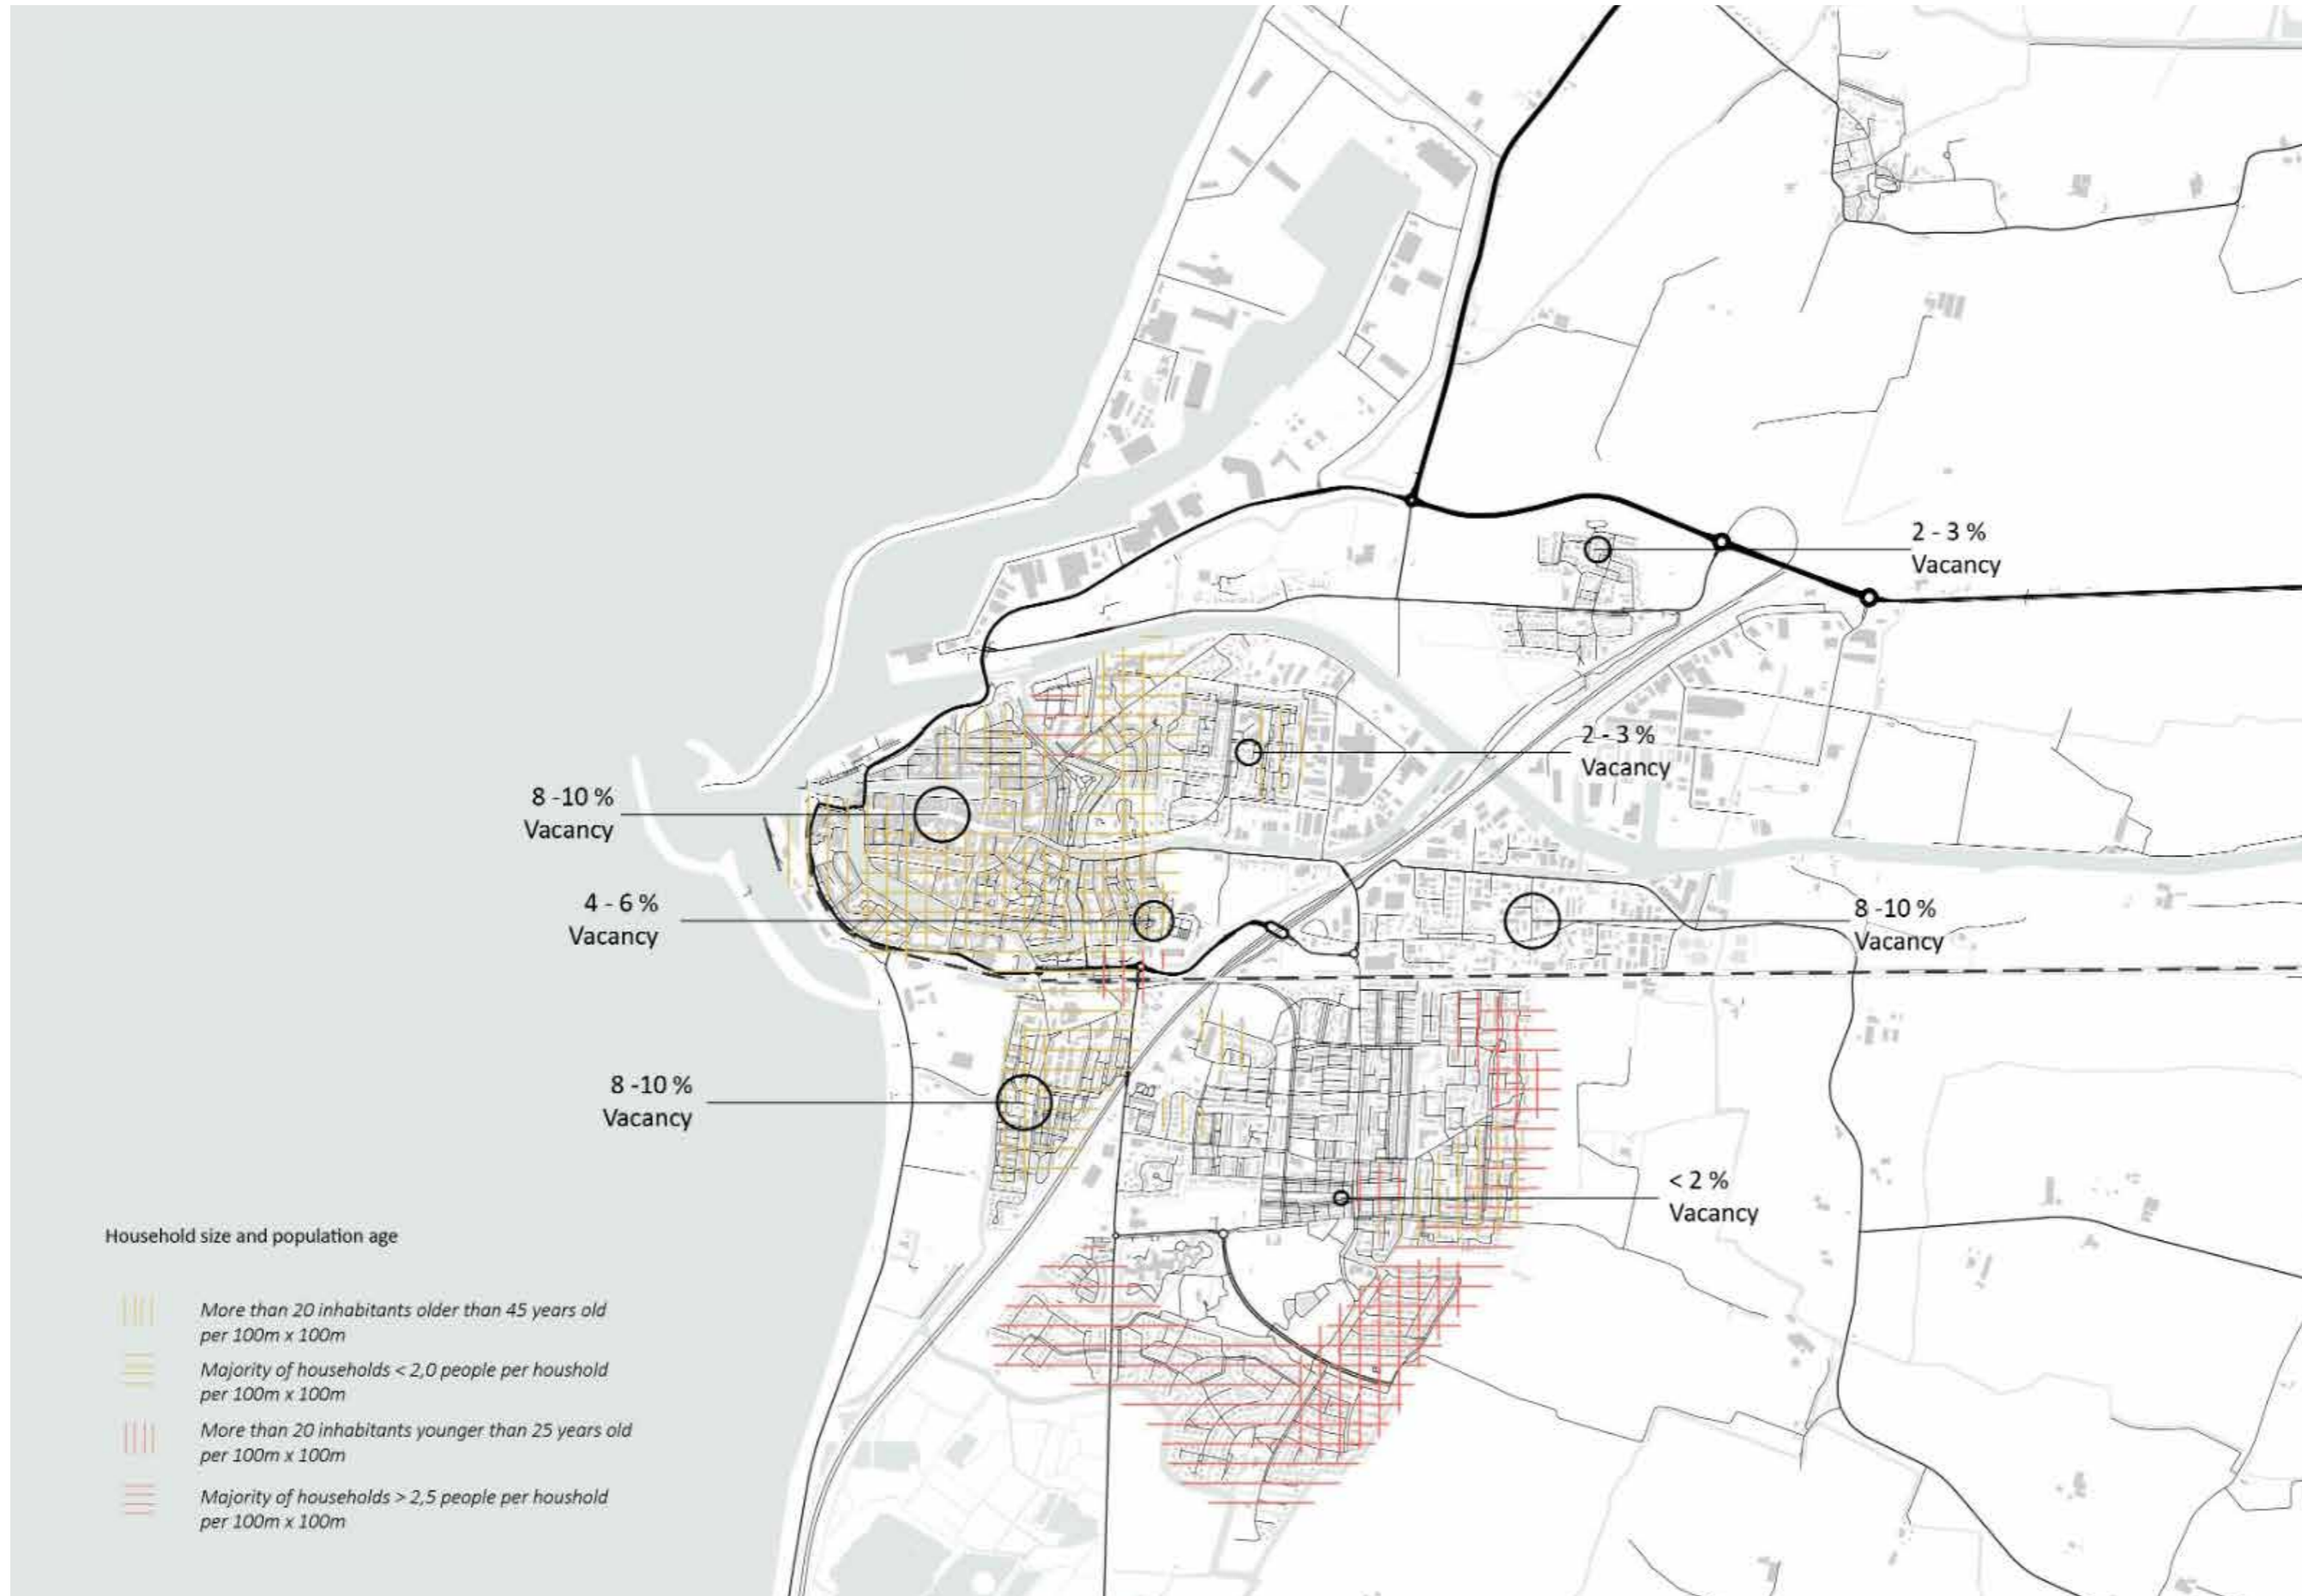 2 - 3 %
Vacancy
2 - 3 %
Vacancy
8 -10 %
Vacancy
4 - 6 %
Vacancy
8 -10 %
Vacancy
8 -10 %
Vacancy
< 2 %
Vacancy
Household size and population age
More than 20 inhabitants older than 45 years old
per 100m x 100m
Majority of households < 2,0 people per houshold
per 100m x 100m
More than 20 inhabitants younger than 25 years old
per 100m x 100m
Majority of households > 2,5 people per houshold
per 100m x 100m